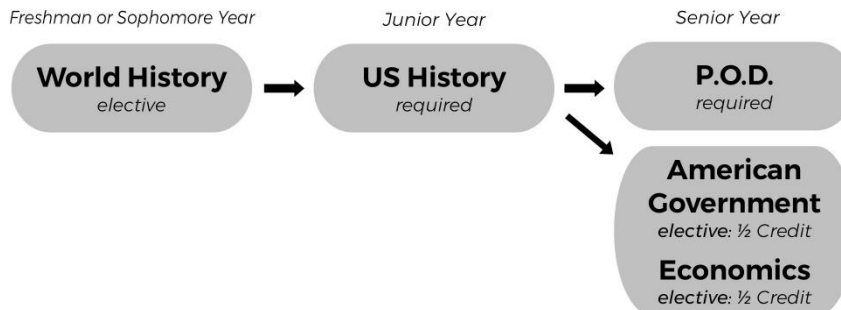 Freshman or Sophomore Year
Junior Year
Senior Year
World History
elective
US History
required
P.O.D.
required
American
Government
elective: ½ Credit
Economics
elective: ½ Credit